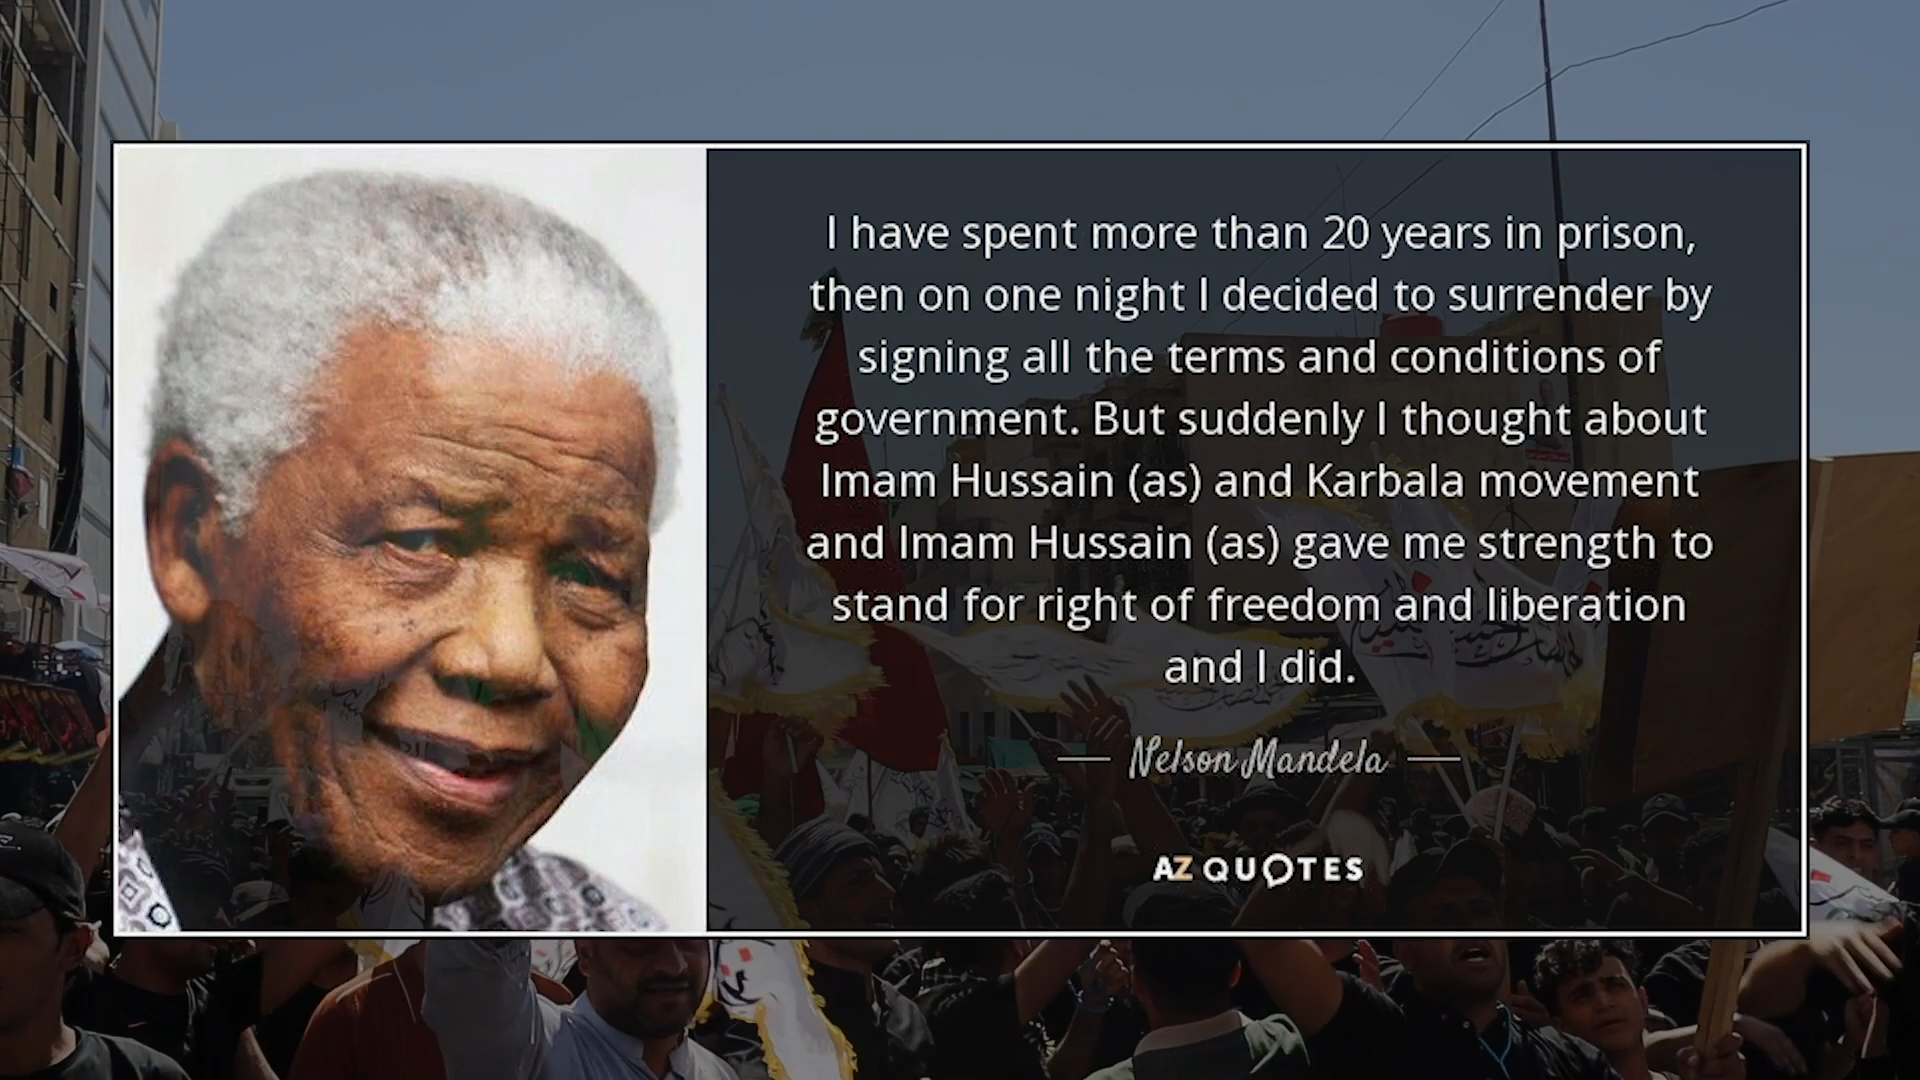 I have spent more than 20 years in prison,
then on one night I decided to surrender by
signing all the terms and conditions of
government. But suddenly I thought about
Imam Hussain (as) and Karbala movement
and Imam Hussain (as) gave me strength to
stand for right of freedom and liberation
and I did.
Nelson Mandela
AZ QUOTES